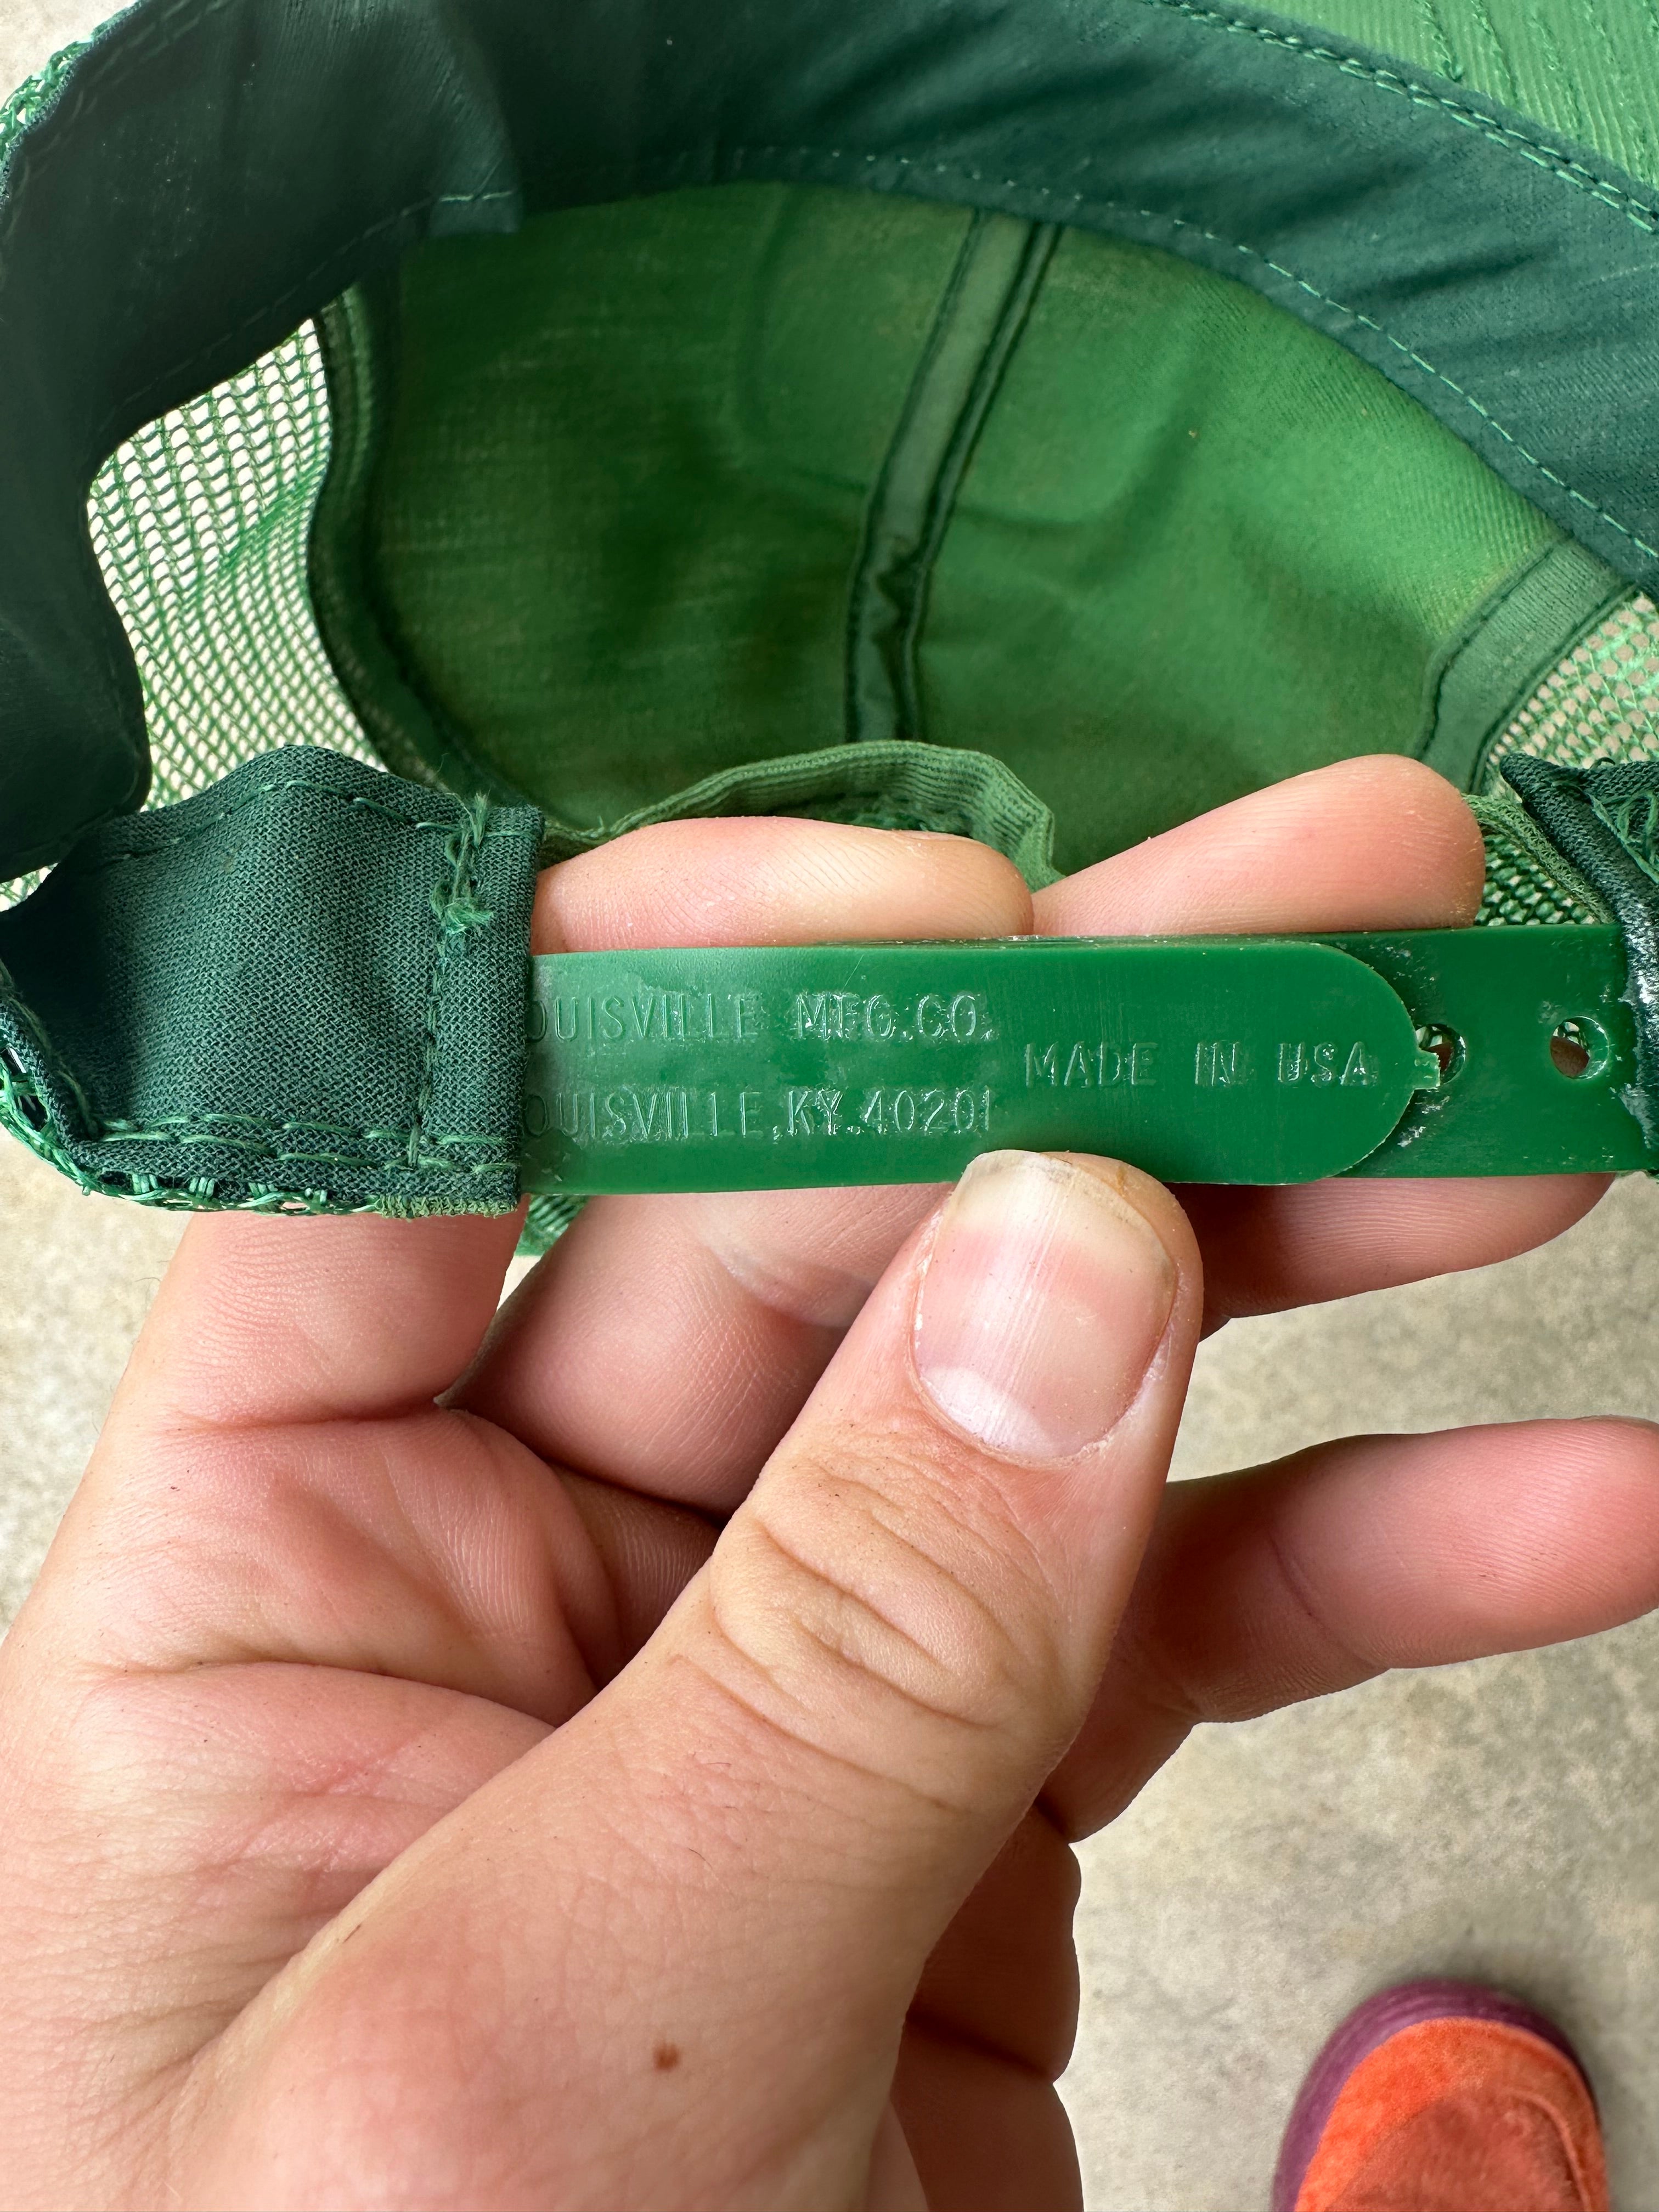 OUISVILLE MFG.CO.
OUISVILLE,KY.40201
MADE IN USA